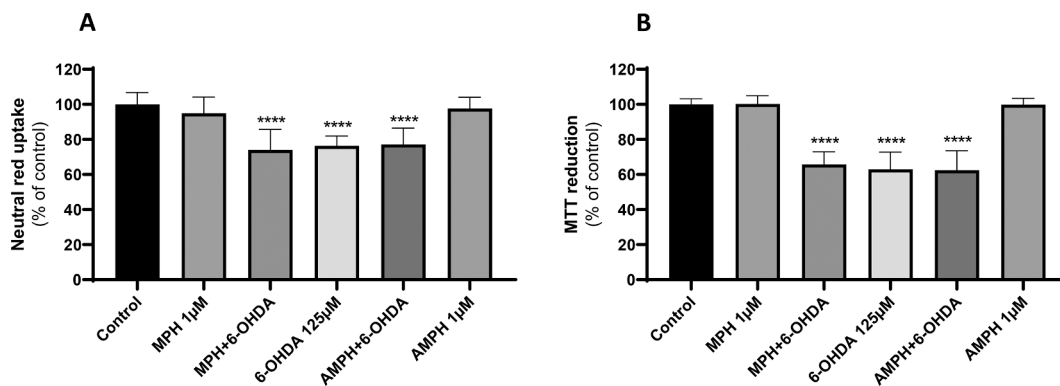 A
Neutral red uptake
(% of control)
120
100
80
60
40
20
0
****
****
****
Control
MPH 1µM
MPH+6-OHDA
6-OHDA 125µM
AMPH+6-OHDA
AMPH 1µM
B
MTT reduction
(% of control)
120
100
80
60
40
20
0
****
****
****
Control
MPH 1µM
MPH+6-OHDA
6-OHDA 125µM
AMPH+6-OHDA
AMPH 1µM